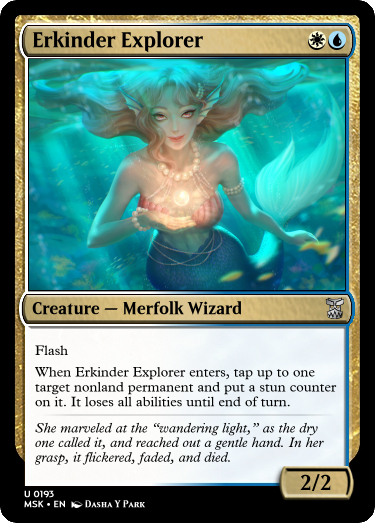 Erkinder Explorer
Creature — Merfolk Wizard
Flash
When Erkinder Explorer enters, tap up to one
target nonland permanent and put a stun counter
on it. It loses all abilities until end of turn.
She marveled at the “wandering light,” as the dry
one called it, and reached out a gentle hand. In her
grasp, it flickered, faded, and died.
2/2
U 0193
MSK • EN Dasha Y Park